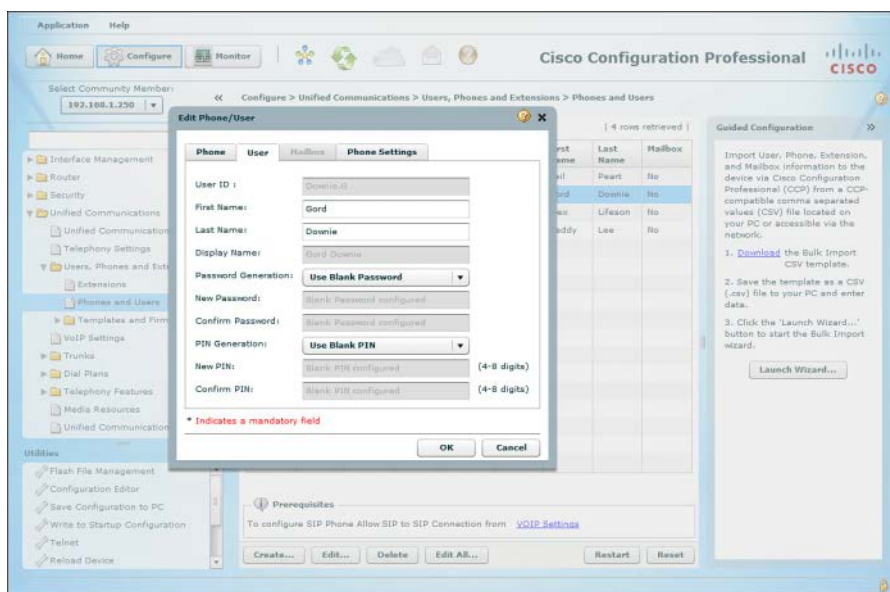 Application Help
Home Configure Monitor
Cisco Configuration Professional
CISCO
Select Community Member:
192.168.1.250
Configure > Unified Communications > Users, Phones and Extensions > Phones and Users
Edit Phone/User
4 rows retrieved
Phone User Mailbox Phone Settings
User ID : Downie.G
First Name: Gord
Last Name: Downie
Display Name: Gord Downie
Password Generation: Use Blank Password
New Password: Blank Password configured
Confirm Password: Blank Password configured
PIN Generation: Use Blank PIN
New PIN: Blank PIN configured (4-8 digits)
Confirm PIN: Blank PIN configured (4-8 digits)
* Indicates a mandatory field
OK Cancel
Last Name Mailbox
Peart No
Downie No
Lifeson No
Lee No
Interface Management
Router
Security
Unified Communications
Unified Communication
Telephony Settings
Users, Phones and Exte
Extensions
Phones and Users
Templates and Firm
VoIP Settings
Trunks
Dial Plans
Telephony Features
Media Resources
Unified Communication
Utilities
Flash File Management
Configuration Editor
Save Configuration to PC
Write to Startup Configuration
Telnet
Reload Device
Prerequisites
To configure SIP Phone Allow SIP to SIP Connection from VOIP Settings
Create... Edit... Delete Edit All... Restart Reset
Guided Configuration
Import User, Phone, Extension,
and Mailbox information to the
device via Cisco Configuration
Professional (CCP) from a CCP-
compatible comma separated
values (CSV) file located on
your PC or accessible via the
network.
1. Download the Bulk Import
CSV template.
2. Save the template as a CSV
(.csv) file to your PC and enter
data.
3. Click the 'Launch Wizard...'
button to start the Bulk Import
wizard.
Launch Wizard...